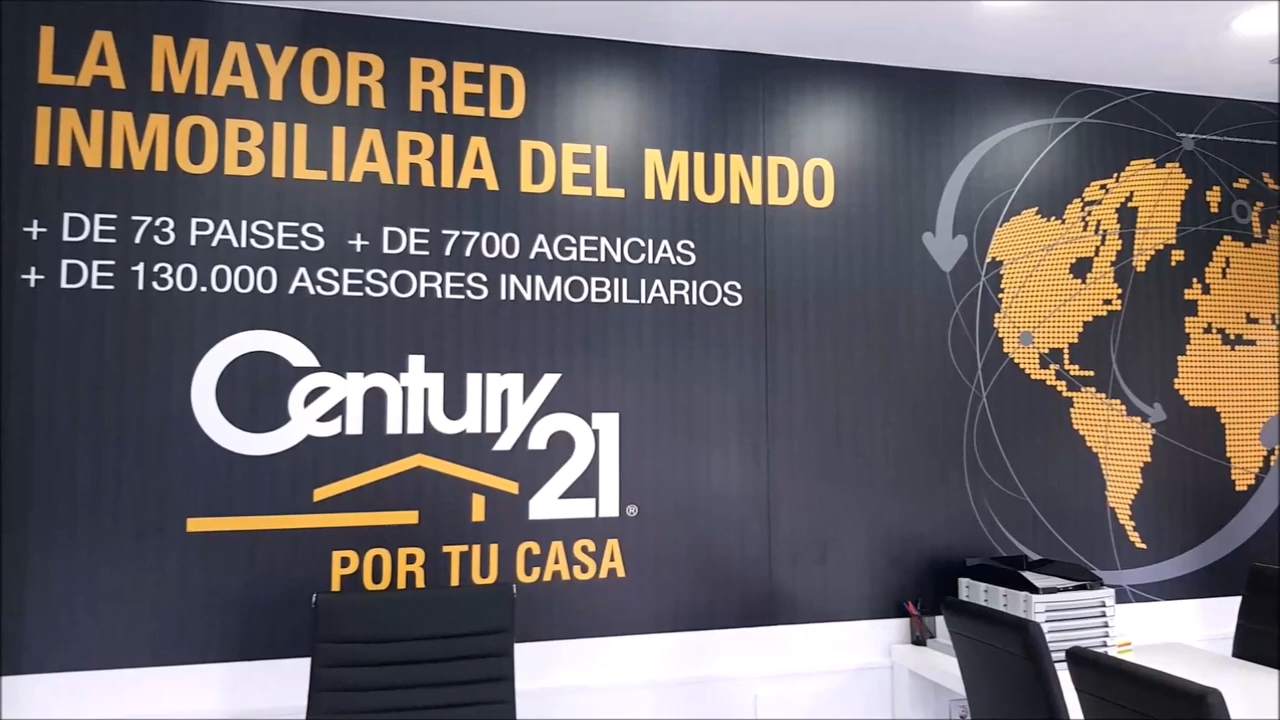 LA MAYOR RED
INMOBILIARIA DEL MUNDO
+ DE 73 PAISES + DE 7700 AGENCIAS
+ DE 130.000 ASESORES INMOBILIARIOS
Century
21®
POR TU CASA